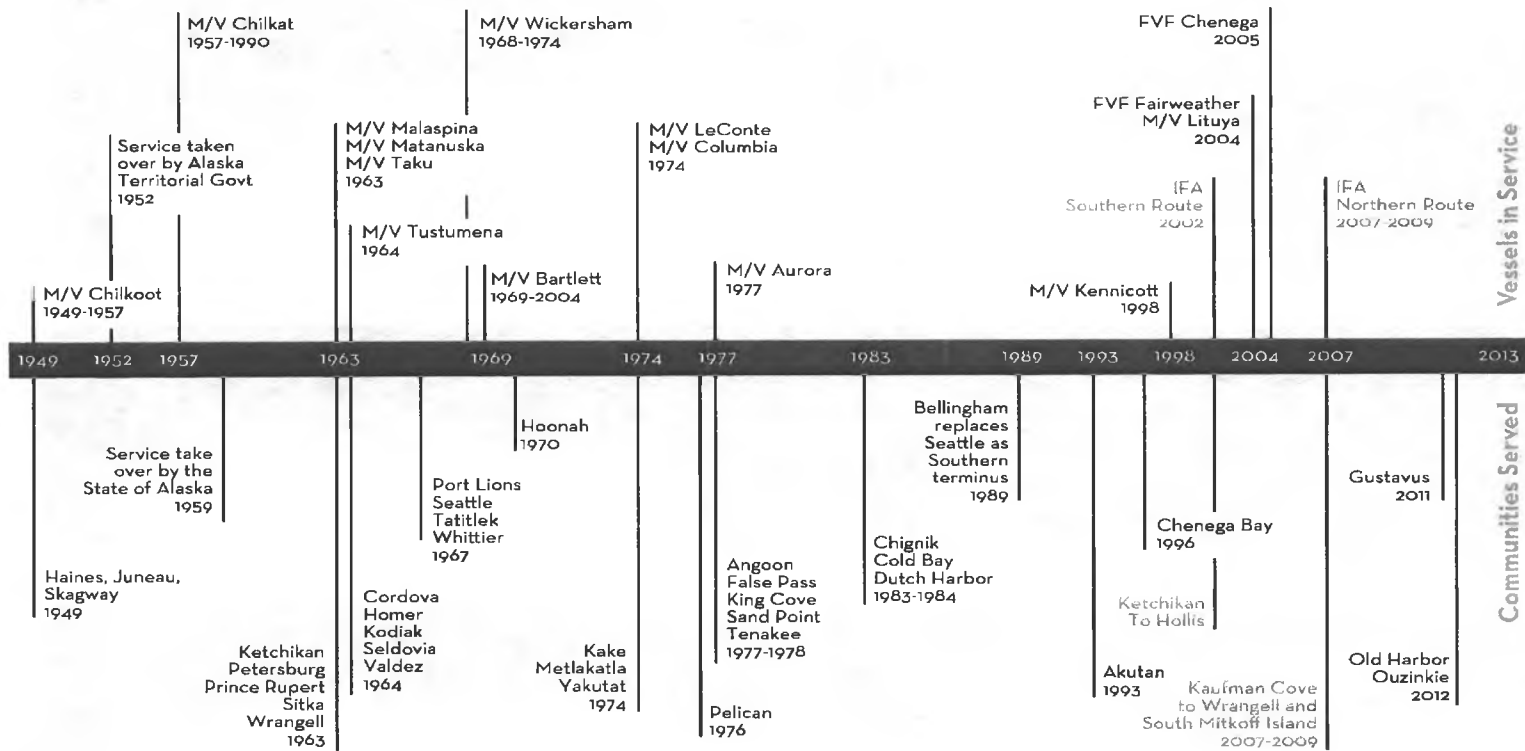 M/V Chilkat
1957-1990
M/V Wickersham
1968-1974
FVF Chenega
2005
Service taken
over by Alaska
Territorial Govt
1952
M/V Malaspina
M/V Matanuska
M/V Taku
1963
M/V LeConte
M/V Columbia
1974
FVF Fairweather
M/V Lituya
2004
IFA
Southern Route
2002
IFA
Northern Route
2007-2009
M/V Tustumena
1964
M/V Chilkoot
1949-1957
M/V Bartlett
1969-2004
M/V Aurora
1977
M/V Kennicott
1998
Vessels in Service
1949 1952 1957 1963 1969 1974 1977 1983 1989 1993 1998 2004 2007 2013
Haines, Juneau,
Skagway
1949
Service take
over by the
State of Alaska
1959
Ketchikan
Petersburg
Prince Rupert
Sitka
Wrangell
1963
Cordova
Homer
Kodiak
Seldovia
Valdez
1964
Port Lions
Seattle
Tatitlek
Whittier
1967
Hoonah
1970
Kake
Metlakatla
Yakutat
1974
Pelican
1976
Angoon
False Pass
King Cove
Sand Point
Tenakee
1977-1978
Chignik
Cold Bay
Dutch Harbor
1983-1984
Bellingham
replaces
Seattle as
Southern
terminus
1989
Akutan
1993
Chenega Bay
1996
Ketchikan
To Hollis
Kaufman Cove
to Wrangell and
South Mitkoff Island
2007-2009
Gustavus
2011
Old Harbor
Ouzinkie
2012
Communities Served